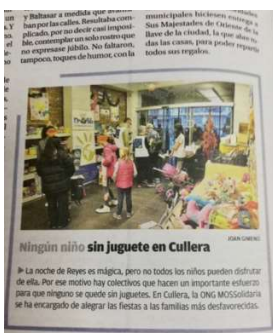 y Baltasar a medida que avanza-
ban por las calles. Resultaba com-
plicado, por no decir casi imposi-
ble, contemplar un solo rostro que
no expresase júbilo. No faltaron,
tampoco, toques de humor, con la
municipales hiciesen entrega a
Sus Majestades de Oriente de la
llave de la ciudad, la que abre to-
das las casas, para poder repartir
todos sus regalos.
JOAN GIMENO
Ningún niño sin juguete en Cullera
La noche de Reyes es mágica, pero no todos los niños pueden disfrutar
de ella. Por ese motivo hay colectivos que hacen un importante esfuerzo
para que ninguno se quede sin juguetes. En Cullera, la ONG MOSSolidaria
se ha encargado de alegrar las fiestas a las familias más desfavorecidas.